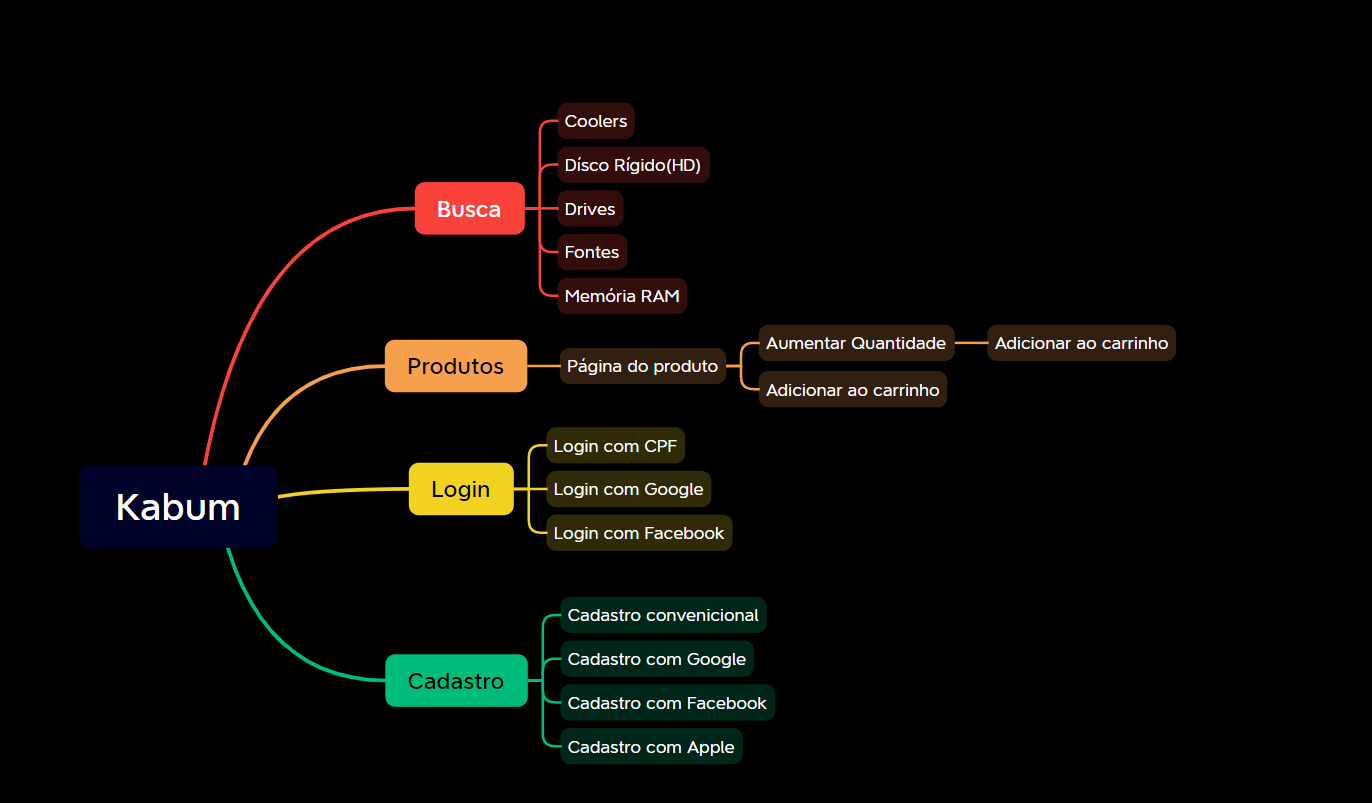 Coolers
Dísco Rígido(HD)
Busca
Drives
Fontes
Memória RAM
Aumentar Quantidade
Adicionar ao carrinho
Produtos
Página do produto
Adicionar ao carrinho
Login com CPF
Login
Login com Google
Login com Facebook
Kabum
Cadastro convenicional
Cadastro com Google
Cadastro
Cadastro com Facebook
Cadastro com Apple